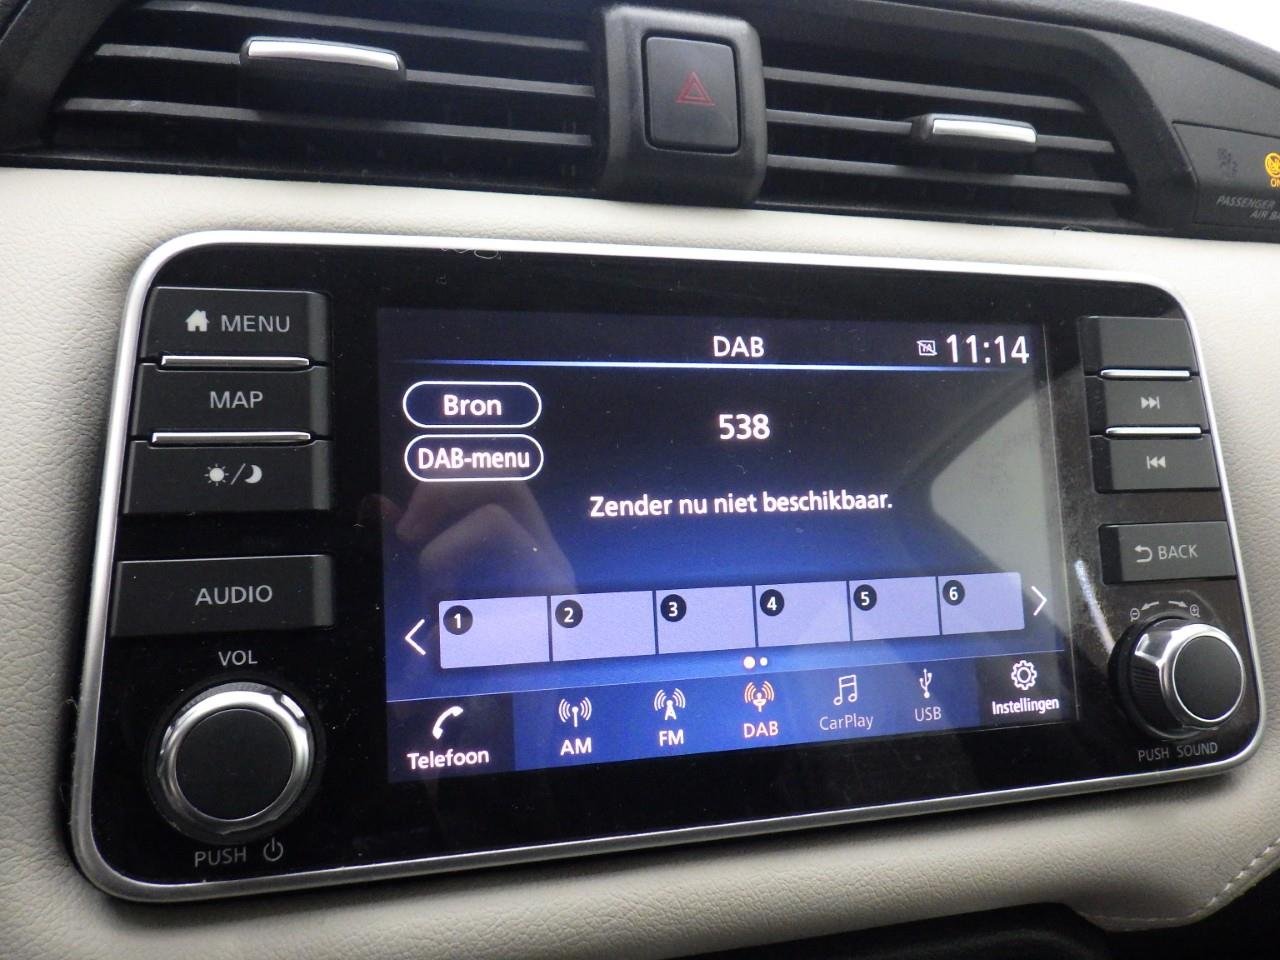 PASSENGER
AIR B
MENU
MAP
AUDIO
VOL
PUSH
DAB
TA
11:14
Bron
538
DAB-menu
Zender nu niet beschikbaar.
1 2 3 4 5 6
Telefoon
AM
FM
DAB
CarPlay
USB
Instellingen
BACK
PUSH SOUND